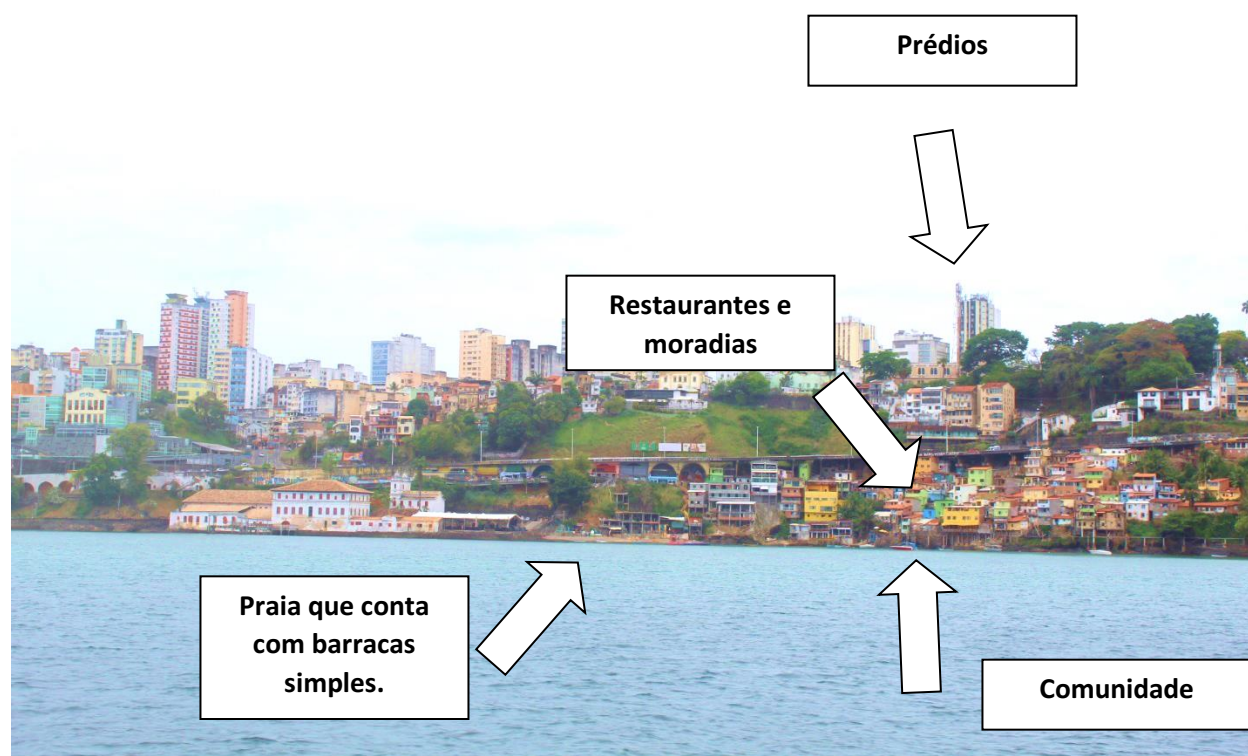 Prédios
Restaurantes e
moradias
Praia que conta
com barracas
simples.
Comunidade